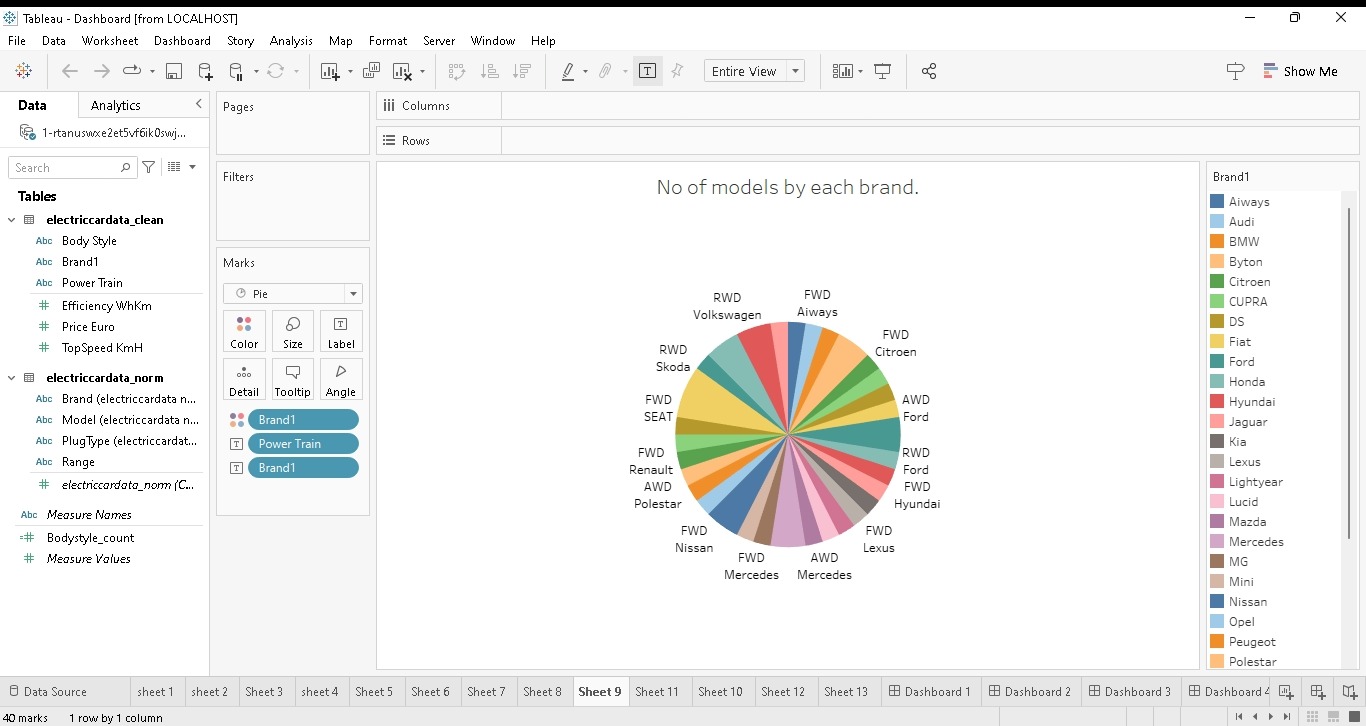 Tableau - Dashboard [from LOCALHOST]
File Data Worksheet Dashboard Story Analysis Map Format Server Window Help
Entire View
Show Me
Data Analytics
1-rtanuswxe2et5vf6ik0swj...
Search
Tables
electriccardata_clean
Abc Body Style
Abc Brand1
Abc Power Train
# Efficiency WhKm
# Price Euro
# TopSpeed KmH
electriccardata_norm
Abc Brand (electriccardata n...
Abc Model (electriccardata n...
Abc PlugType (electriccardat...
Abc Range
# electriccardata_norm (C...
Abc Measure Names
=# Bodystyle_count
# Measure Values
Pages
Filters
Marks
Pie
Color Size Label
Detail Tooltip Angle
Brand1
Power Train
Brand1
Columns
Rows
No of models by each brand.
FWD
Aiways
FWD
Citroen
AWD
Ford
RWD
Ford
FWD
Hyundai
FWD
Lexus
AWD
Mercedes
FWD
Mercedes
FWD
Nissan
AWD
Polestar
FWD
Renault
FWD
SEAT
RWD
Skoda
RWD
Volkswagen
Brand1
Aiways
Audi
BMW
Byton
Citroen
CUPRA
DS
Fiat
Ford
Honda
Hyundai
Jaguar
Kia
Lexus
Lightyear
Lucid
Mazda
Mercedes
MG
Mini
Nissan
Opel
Peugeot
Polestar
Data Source sheet 1 sheet 2 Sheet 3 sheet 4 Sheet 5 Sheet 6 Sheet 7 Sheet 8 Sheet 9 Sheet 11 Sheet 10 Sheet 12 Sheet 13 Dashboard 1 Dashboard 2 Dashboard 3 Dashboard 4
40 marks 1 row by 1 column